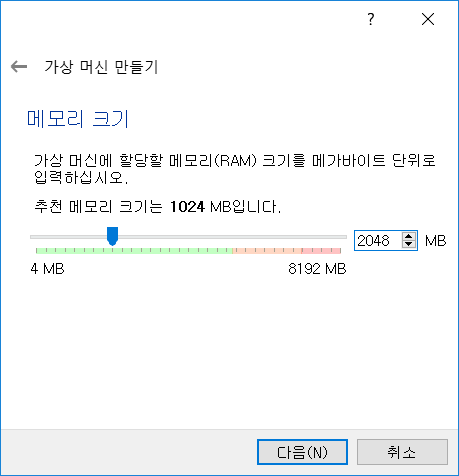 ?
가상 머신 만들기
메모리 크기
가상 머신에 할당할 메모리(RAM) 크기를 메가바이트 단위로
입력하십시오.
추천 메모리 크기는 1024 MB입니다.
2048 MB
4 MB 8192 MB
다음(N) 취소